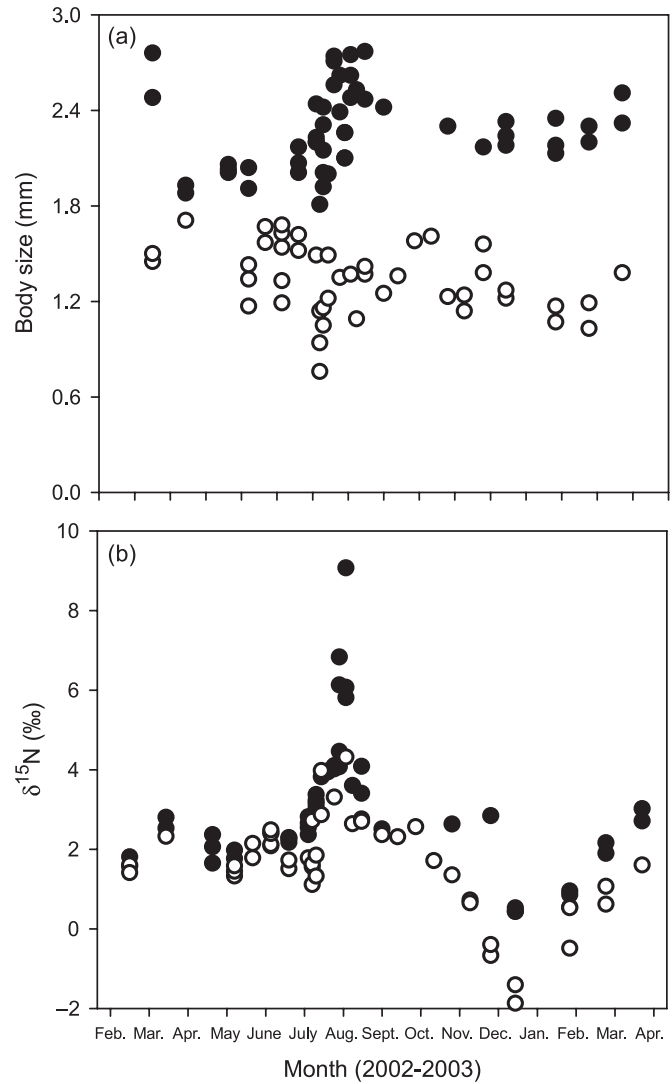 (a)
3.0
2.4
1.8
1.2
0.6
0.0
Body size (mm)
(b)
10
8
6
4
2
0
–2
δ15N (‰)
Feb. Mar. Apr. May June July Aug. Sept. Oct. Nov. Dec. Jan. Feb. Mar. Apr.
Month (2002-2003)